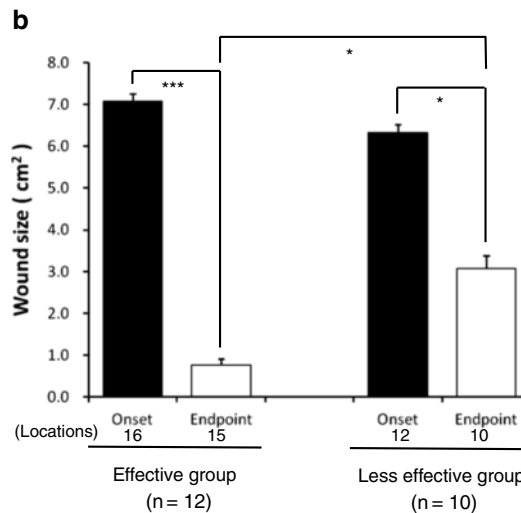 b
Wound size ( cm²)
8.0
7.0
6.0
5.0
4.0
3.0
2.0
1.0
0.0
*
***
*
Onset Endpoint Onset Endpoint
(Locations) 16 15 12 10
Effective group Less effective group
(n = 12) (n = 10)